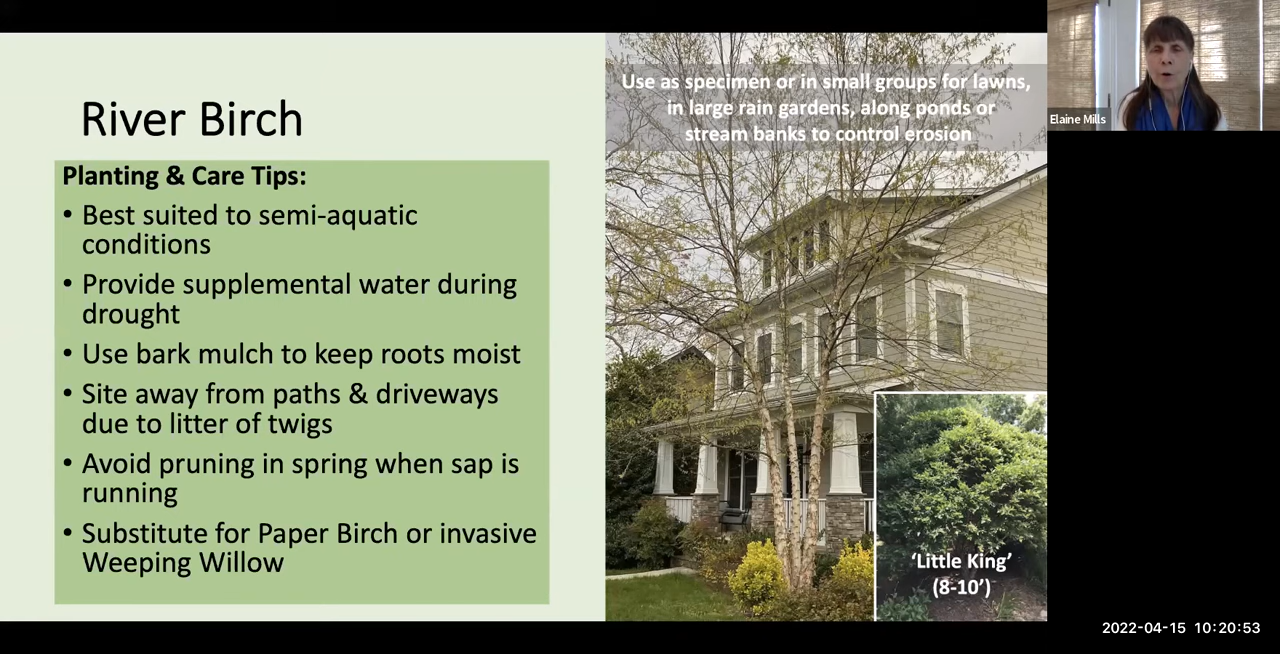 River Birch
Planting & Care Tips:
• Best suited to semi-aquatic
conditions
• Provide supplemental water during
drought
• Use bark mulch to keep roots moist
• Site away from paths & driveways
due to litter of twigs
• Avoid pruning in spring when sap is
running
• Substitute for Paper Birch or invasive
Weeping Willow
Use as specimen or in small groups for lawns,
in large rain gardens, along ponds or
stream banks to control erosion
‘Little King’
(8-10’)
Elaine Mills
2022-04-15 10:20:53